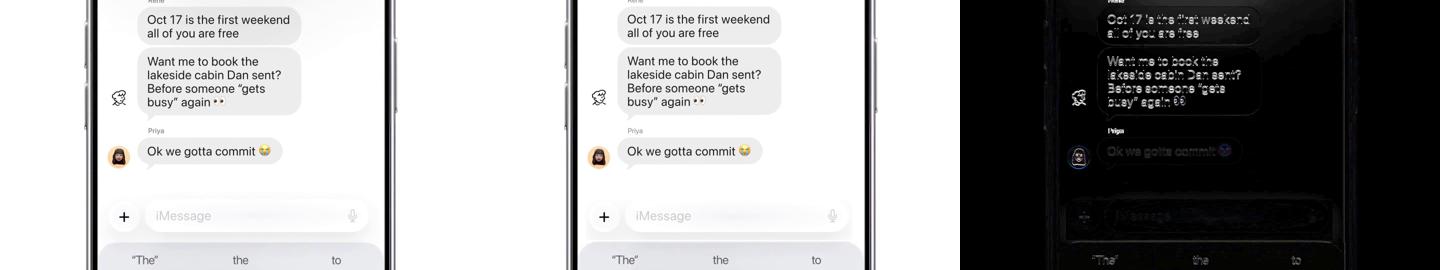 Rene
Oct 17 is the first weekend
all of you are free
Want me to book the
lakeside cabin Dan sent?
Before someone “gets
busy” again 👀
Priya
Ok we gotta commit 😭
iMessage
“The” the to
Rene
Oct 17 is the first weekend
all of you are free
Want me to book the
lakeside cabin Dan sent?
Before someone “gets
busy” again 👀
Priya
Ok we gotta commit 😭
iMessage
“The” the to
Oct 17 is the first weekend
all of you are free
Want me to book the
lakeside cabin Dan sent?
Before someone “gets
busy” again 👀
Priya
Ok we gotta commit 😭
iMessage
“The” the to